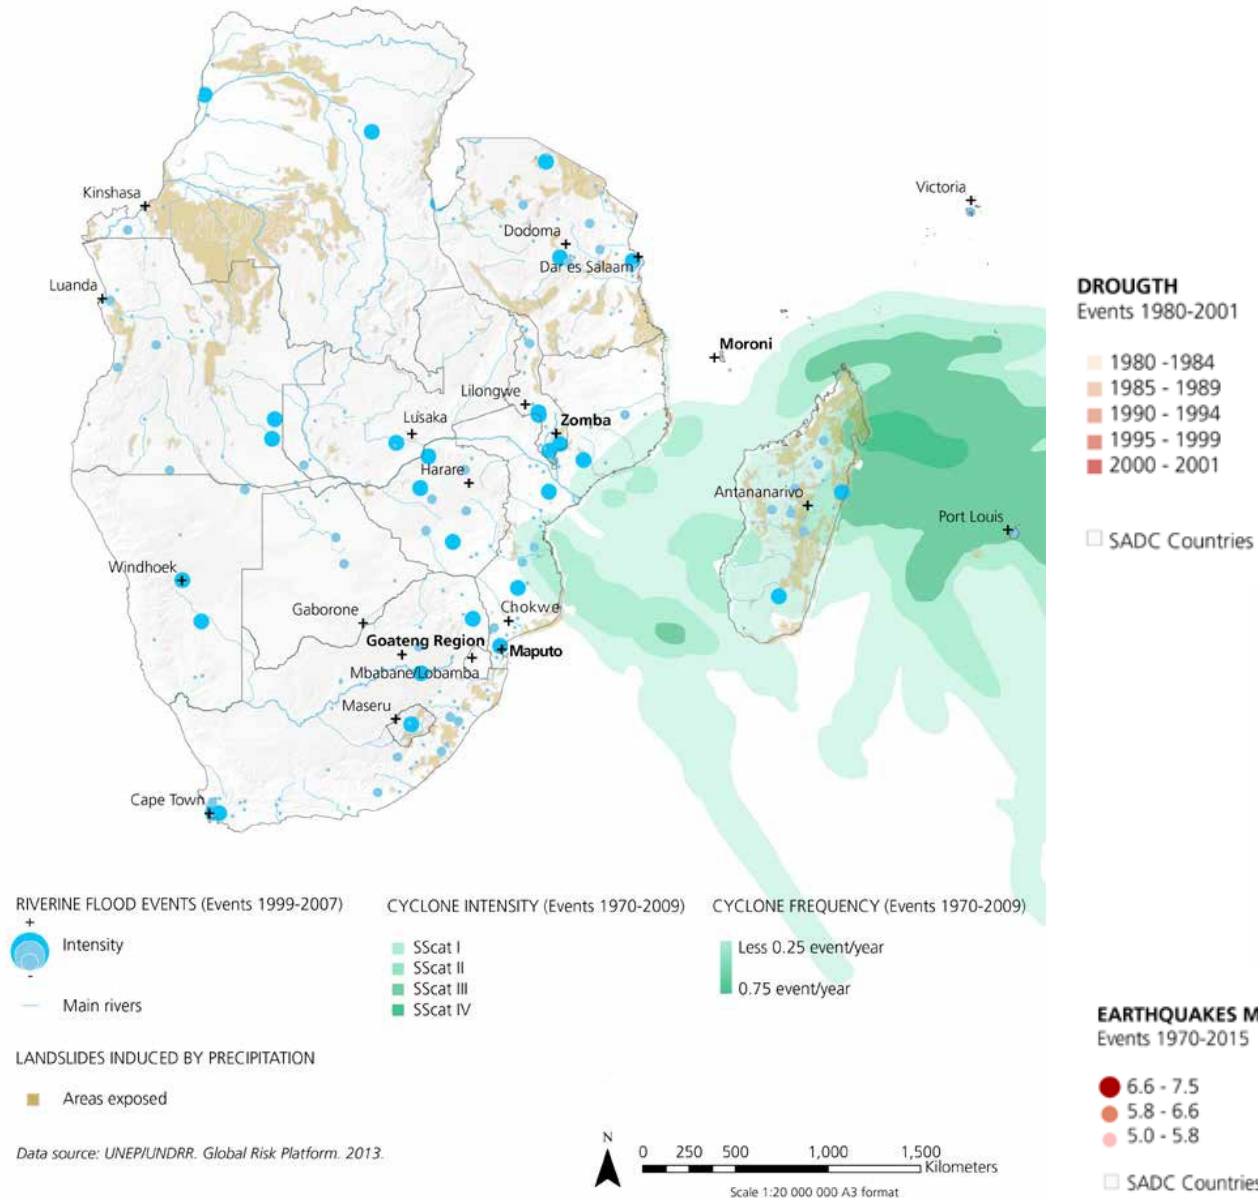 Kinshasa
Victoria
Dodoma
Dar es Salaam
Luanda
Moroni
Lilongwe
Lusaka
Zomba
Harare
Antananarivo
Port Louis
Windhoek
Gaborone
Chokwe
Goateng Region
Maputo
Mbabane/Lobamba
Maseru
Cape Town
DROUGTH
Events 1980-2001
1980 -1984
1985 - 1989
1990 - 1994
1995 - 1999
2000 - 2001
SADC Countries
RIVERINE FLOOD EVENTS (Events 1999-2007)
+
Intensity
-
Main rivers
LANDSLIDES INDUCED BY PRECIPITATION
Areas exposed
Data source: UNEP/UNDRR. Global Risk Platform. 2013.
CYCLONE INTENSITY (Events 1970-2009)
SScat I
SScat II
SScat III
SScat IV
CYCLONE FREQUENCY (Events 1970-2009)
Less 0.25 event/year
0.75 event/year
N
0 250 500 1,000 1,500
Kilometers
Scale 1:20 000 000 A3 format
EARTHQUAKES M
Events 1970-2015
6.6 - 7.5
5.8 - 6.6
5.0 - 5.8
SADC Countries